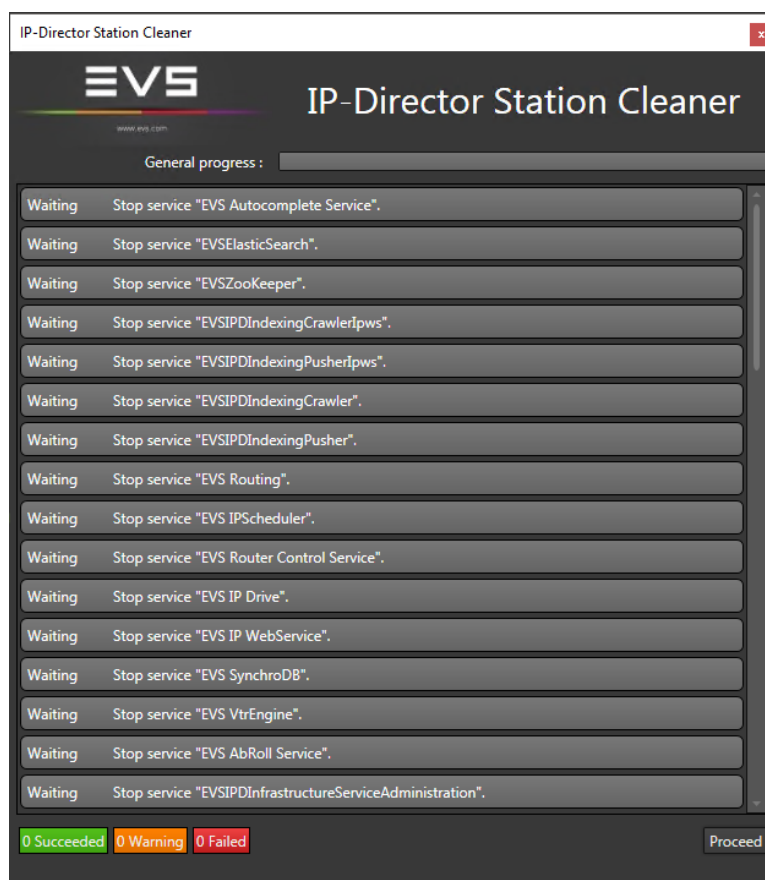 IP-Director Station Cleaner
x
EVS
IP-Director Station Cleaner
www.evs.com
General progress :
Waiting Stop service "EVS Autocomplete Service".
Waiting Stop service "EVSElasticSearch".
Waiting Stop service "EVSZooKeeper".
Waiting Stop service "EVSIPDIndexingCrawlerIpws".
Waiting Stop service "EVSIPDIndexingPusherIpws".
Waiting Stop service "EVSIPDIndexingCrawler".
Waiting Stop service "EVSIPDIndexingPusher".
Waiting Stop service "EVS Routing".
Waiting Stop service "EVS IPScheduler".
Waiting Stop service "EVS Router Control Service".
Waiting Stop service "EVS IP Drive".
Waiting Stop service "EVS IP WebService".
Waiting Stop service "EVS SynchroDB".
Waiting Stop service "EVS VtrEngine".
Waiting Stop service "EVS AbRoll Service".
Waiting Stop service "EVSIPDInfrastructureServiceAdministration".
0 Succeeded 0 Warning 0 Failed Proceed